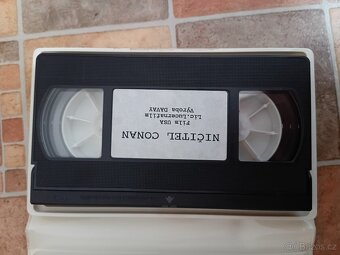 NIČITEL CONAN
Film USA
Lic.Lucernafilm
Výroba DAVAY